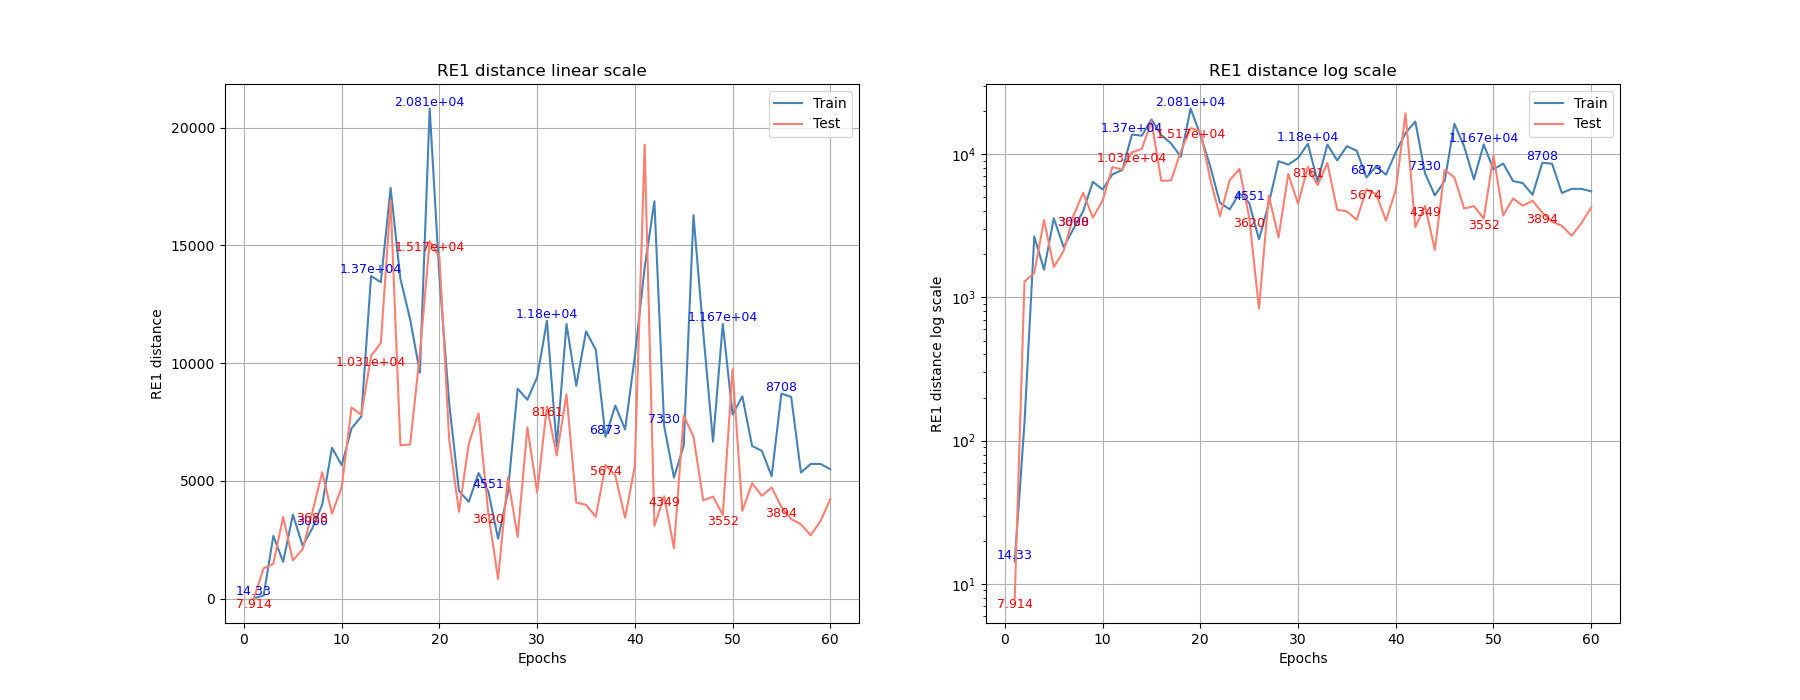 RE1 distance linear scale
2.081e+04
Train
Test
20000
1.517e+04
15000
1.37e+04
1.18e+04
1.167e+04
1.031e+04
10000
RE1 distance
8708
8161
7330
6873
5674
5000
4551
4349
3894
3620
3552
3000
14.33
0
7.914
0 10 20 30 40 50 60
Epochs
RE1 distance log scale
2.081e+04
Train
Test
1.37e+04
1.517e+04
1.18e+04
1.167e+04
10^4
1.031e+04
8708
8161
7330
6873
5674
4551
4349
3894
3620
3552
10^3
RE1 distance log scale
10^2
14.33
10^1
7.914
0 10 20 30 40 50 60
Epochs